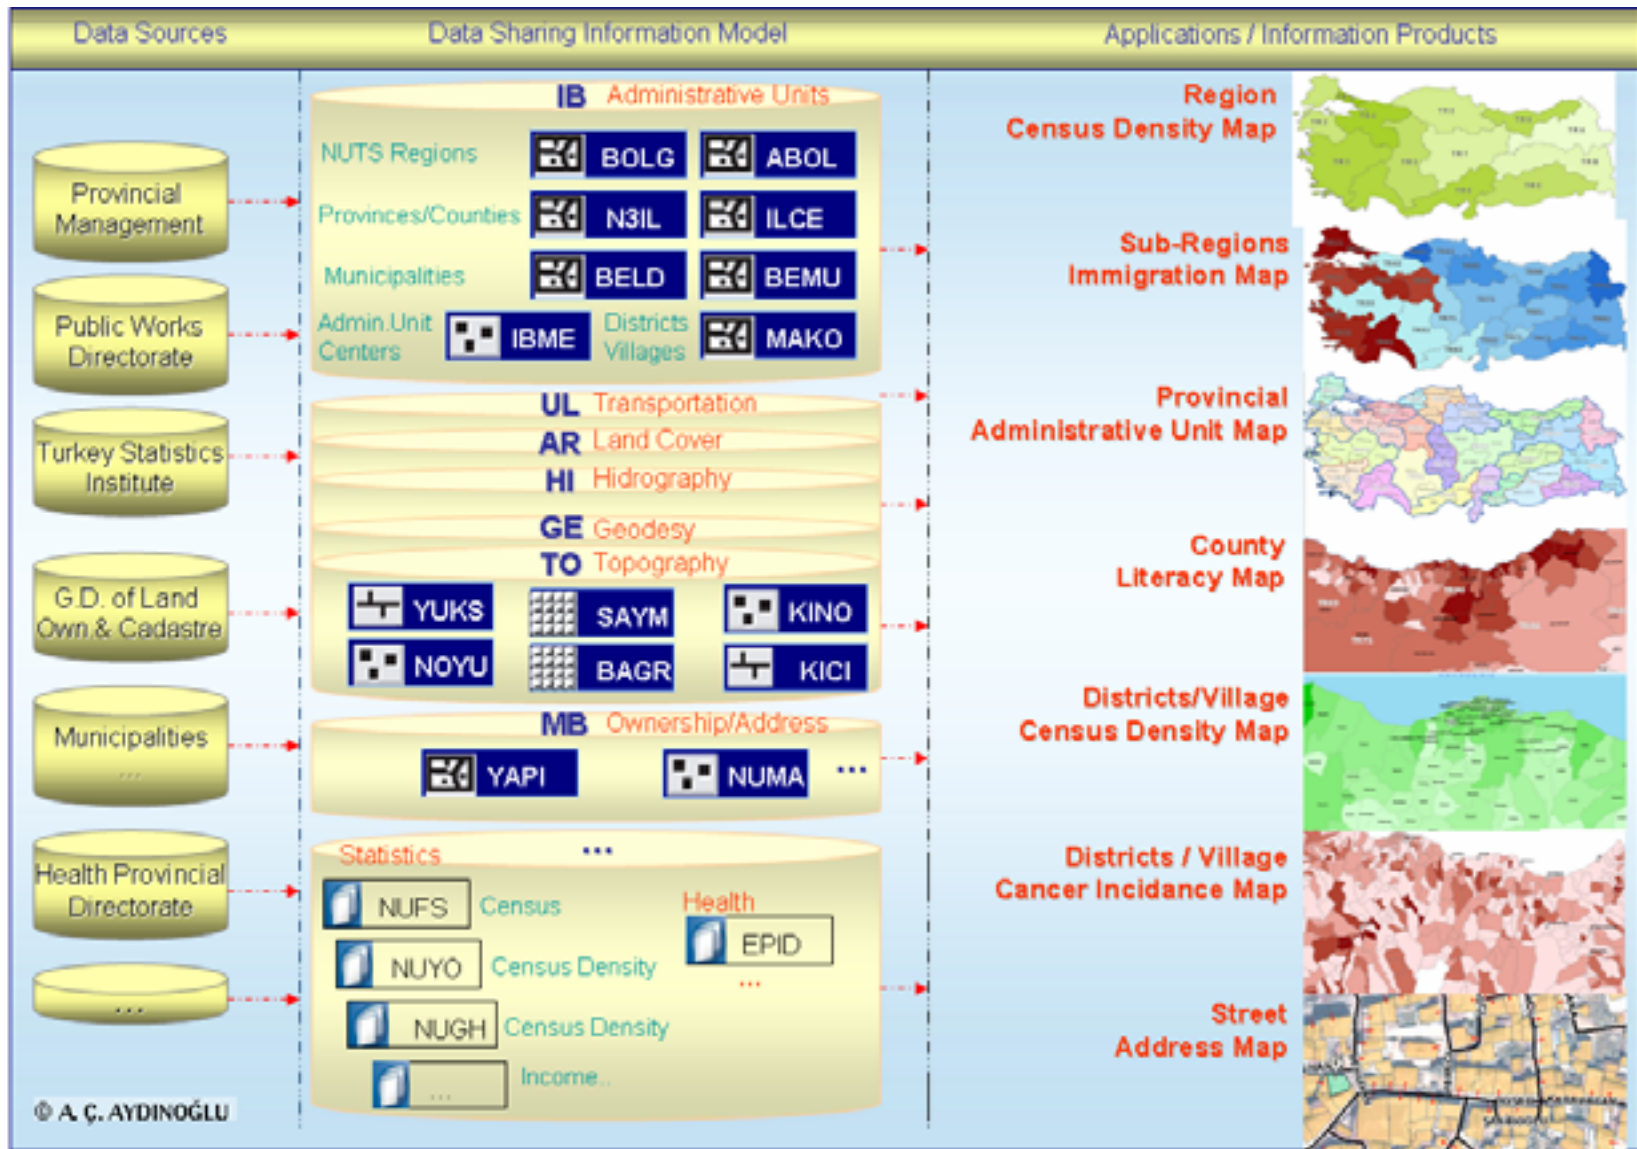 Data Sources
Data Sharing Information Model
Applications / Information Products
Provincial
Management
Public Works
Directorate
Turkey Statistics
Institute
G.D. of Land
Own.& Cadastre
Municipalities
...
Health Provincial
Directorate
...
© A. Ç. AYDINOĞLU
IB Administrative Units
NUTS Regions BOLG ABOL
Provinces/Counties N3IL ILCE
Municipalities BELD BEMU
Admin.Unit
Centers
IBME
Districts
Villages
MAKO
UL Transportation
AR Land Cover
HI Hidrography
GE Geodesy
TO Topography
YUKS SAYM KINO
NOYU BAGR KICI
MB Ownership/Address
YAPI NUMA ...
Statistics ...
NUFS Census
NUYO Census Density
NUGH Census Density
... Income..
Health
EPID
...
Region
Census Density Map
Sub-Regions
Immigration Map
Provincial
Administrative Unit Map
County
Literacy Map
Districts/Village
Census Density Map
Districts / Village
Cancer Incidance Map
Street
Address Map